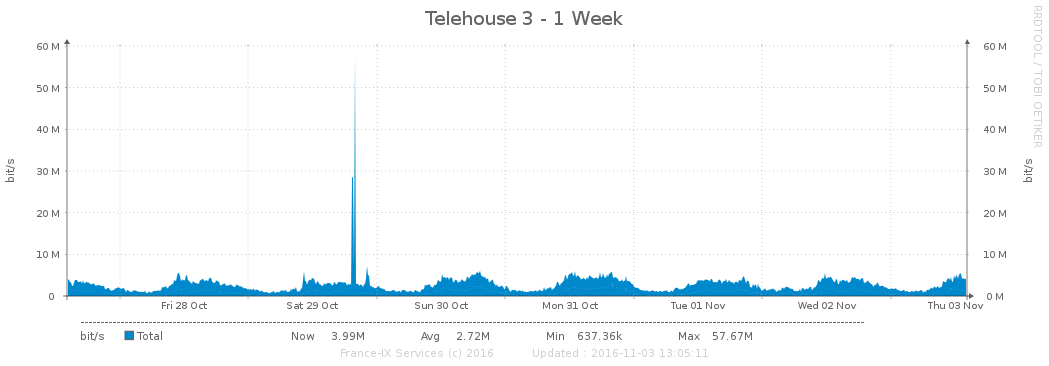 Telehouse 3 - 1 Week
RRDTOOL / TOBI OETIKER
60 M 60 M
50 M 50 M
40 M 40 M
30 M 30 M
20 M 20 M
10 M 10 M
0 0 M
bit/s bit/s
Fri 28 Oct Sat 29 Oct Sun 30 Oct Mon 31 Oct Tue 01 Nov Wed 02 Nov Thu 03 Nov
bit/s Total Now 3.99M Avg 2.72M Min 637.36k Max 57.67M
France-IX Services (c) 2016 Updated : 2016-11-03 13:05:11